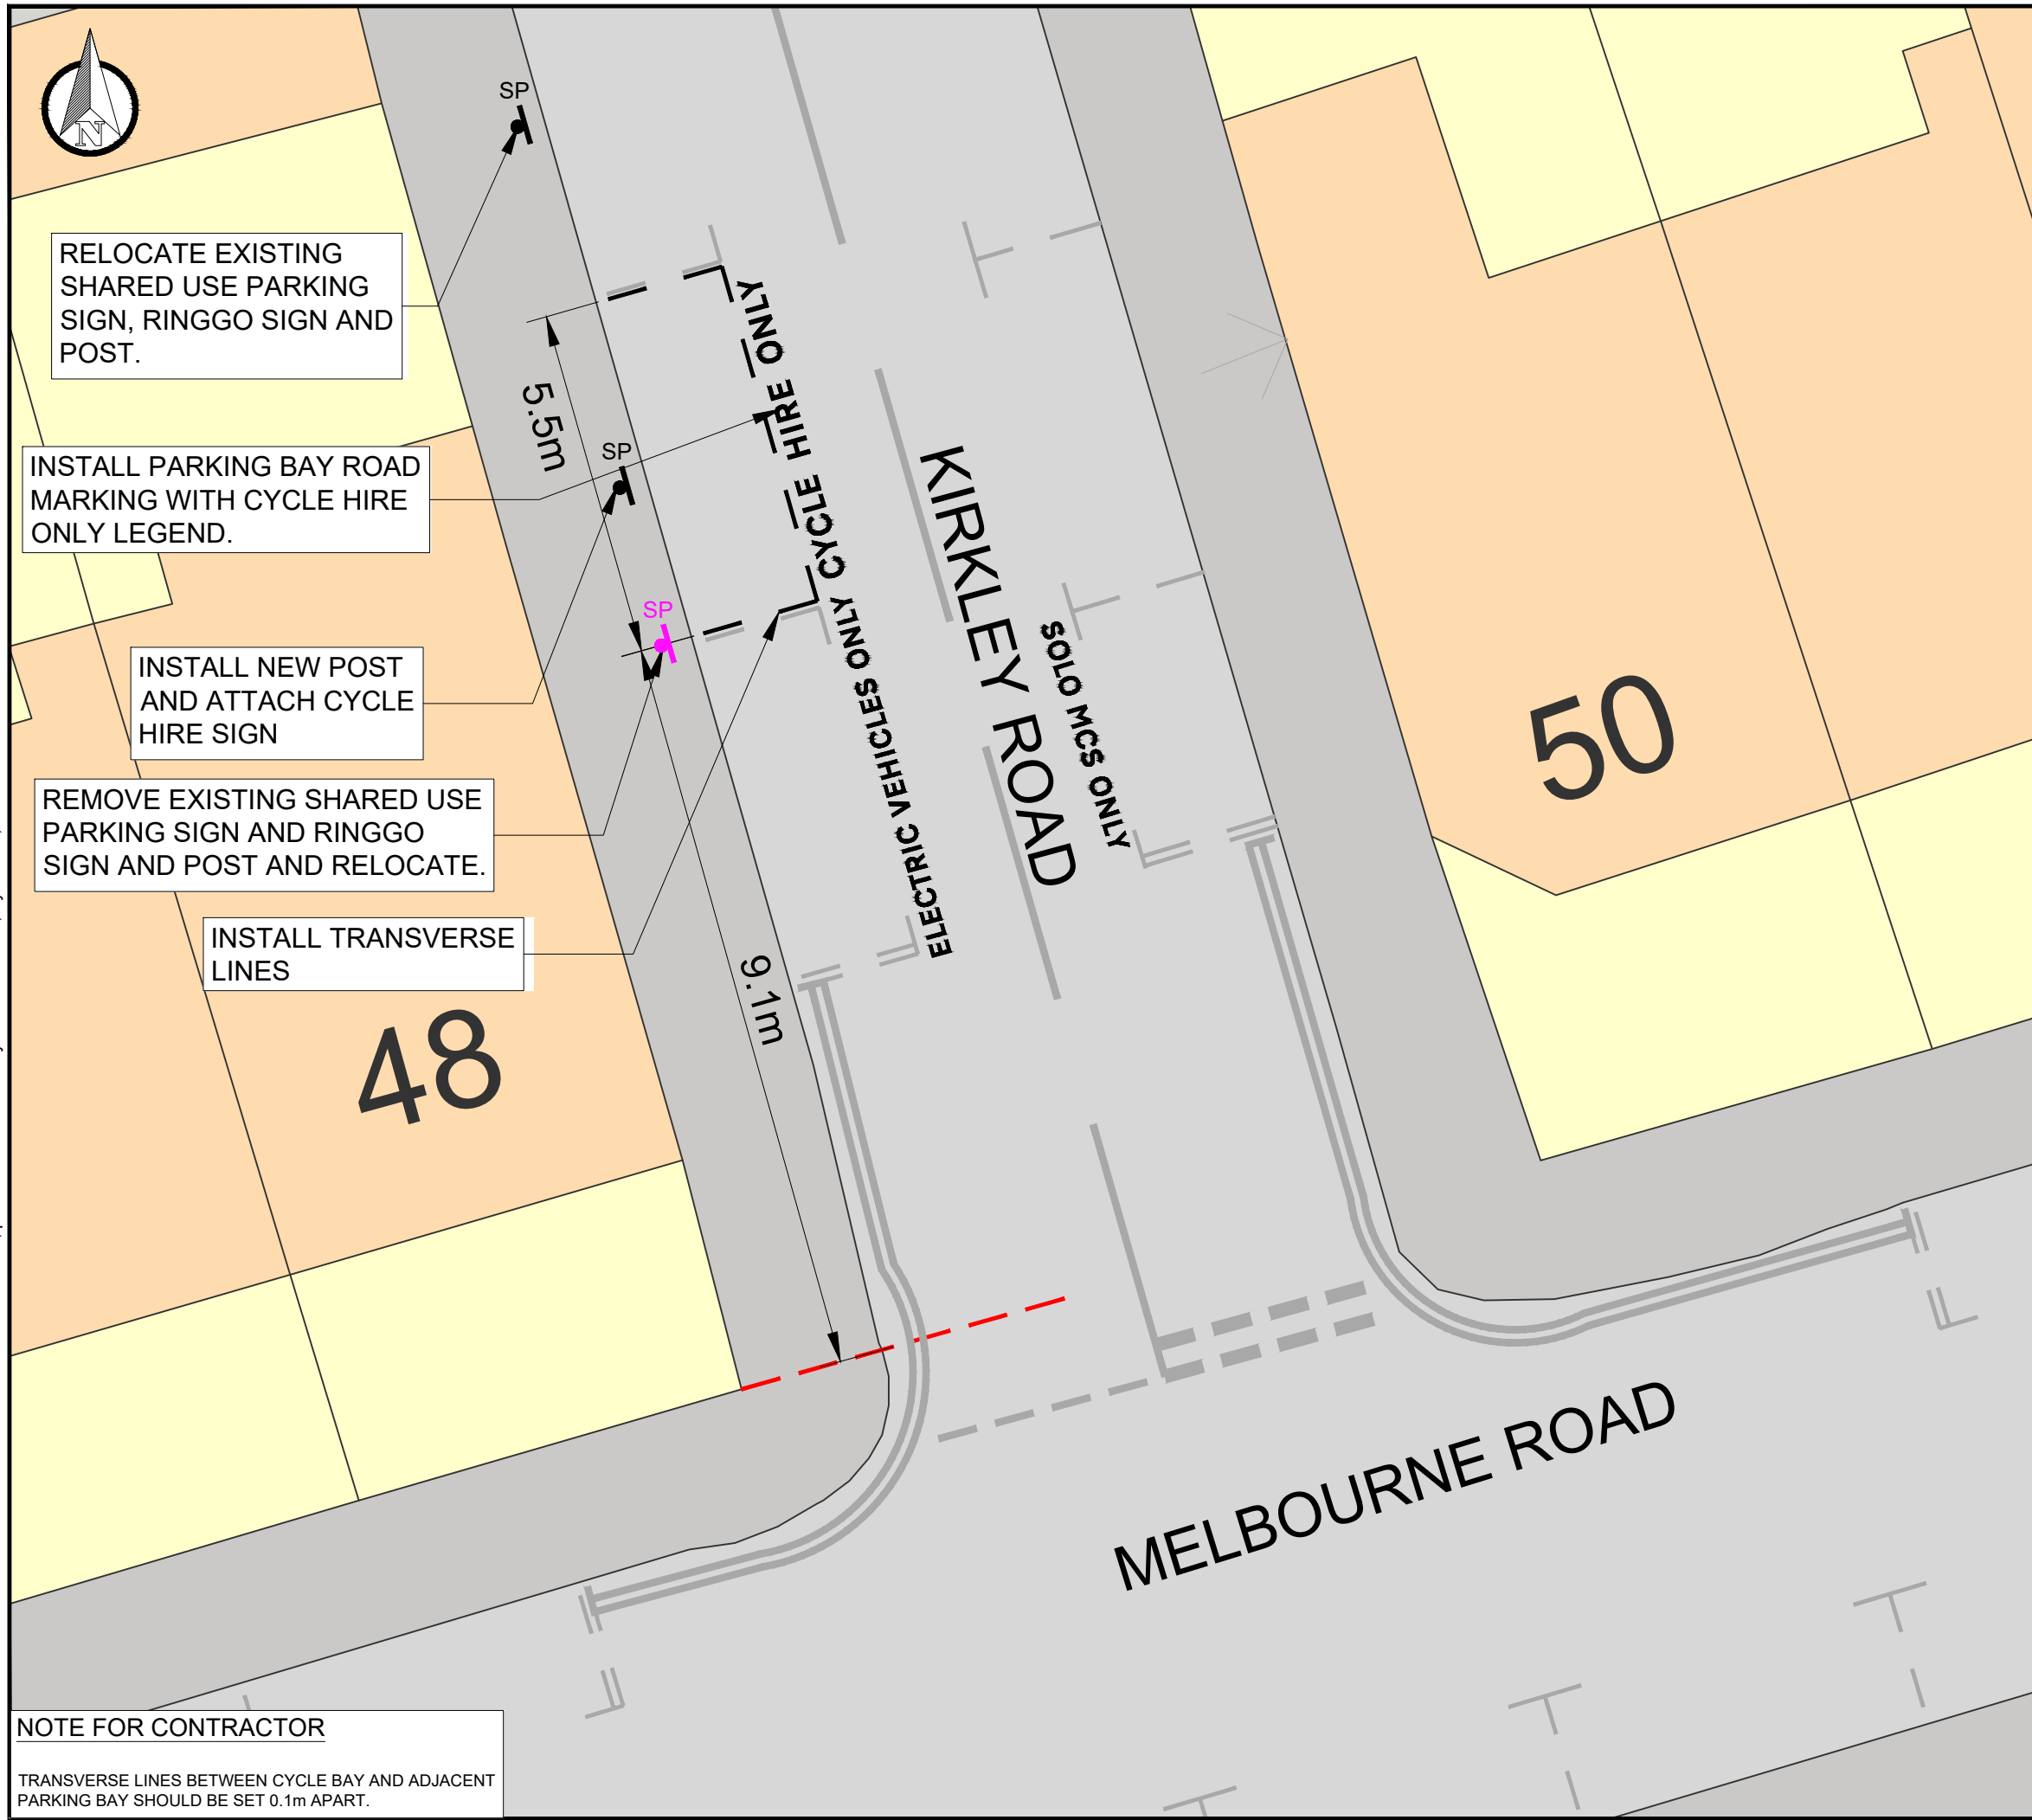 N
SP
RELOCATE EXISTING
SHARED USE PARKING
SIGN, RINGGO SIGN AND
POST.
5.5m
SP
INSTALL PARKING BAY ROAD
MARKING WITH CYCLE HIRE
ONLY LEGEND.
CYCLE HIRE ONLY
KIRKLEY ROAD
SP
INSTALL NEW POST
AND ATTACH CYCLE
HIRE SIGN
ELECTRIC VEHICLES ONLY
SOLO MCS ONLY
50
REMOVE EXISTING SHARED USE
PARKING SIGN AND RINGGO
SIGN AND POST AND RELOCATE.
INSTALL TRANSVERSE
LINES
9.1m
48
MELBOURNE ROAD
NOTE FOR CONTRACTOR
TRANSVERSE LINES BETWEEN CYCLE BAY AND ADJACENT
PARKING BAY SHOULD BE SET 0.1m APART.